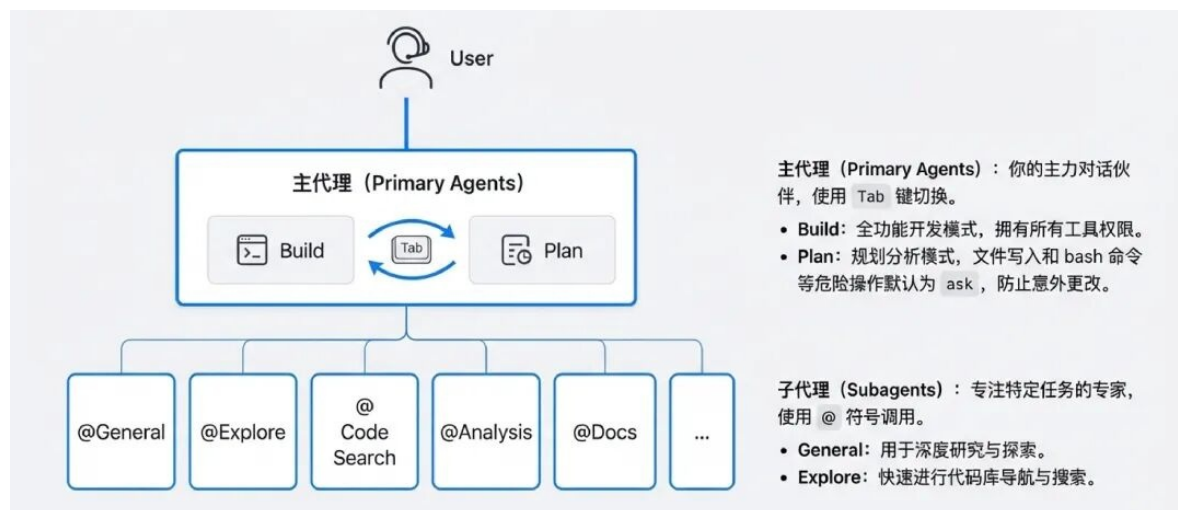 User
主代理（Primary Agents）
Build
Tab
Plan
@General
@Explore
@
Code
Search
@Analysis
@Docs
...
主代理（Primary Agents）：你的主力对话伙
伴，使用 Tab 键切换。
• Build：全功能开发模式，拥有所有工具权限。
• Plan：规划分析模式，文件写入和 bash 命令
等危险操作默认为 ask，防止意外更改。
子代理（Subagents）：专注特定任务的专家，
使用 @ 符号调用。
• General：用于深度研究与探索。
• Explore：快速进行代码库导航与搜索。